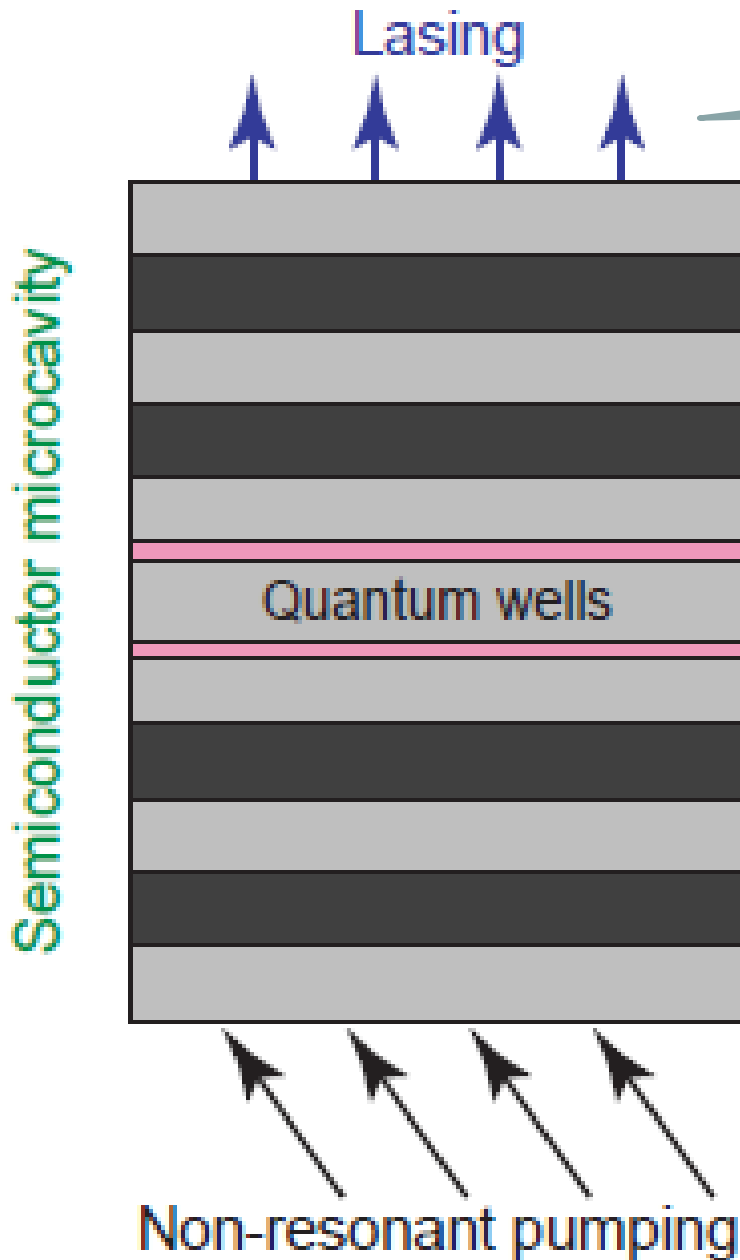 Lasing
Semiconductor microcavity
Quantum wells
Non-resonant pumping